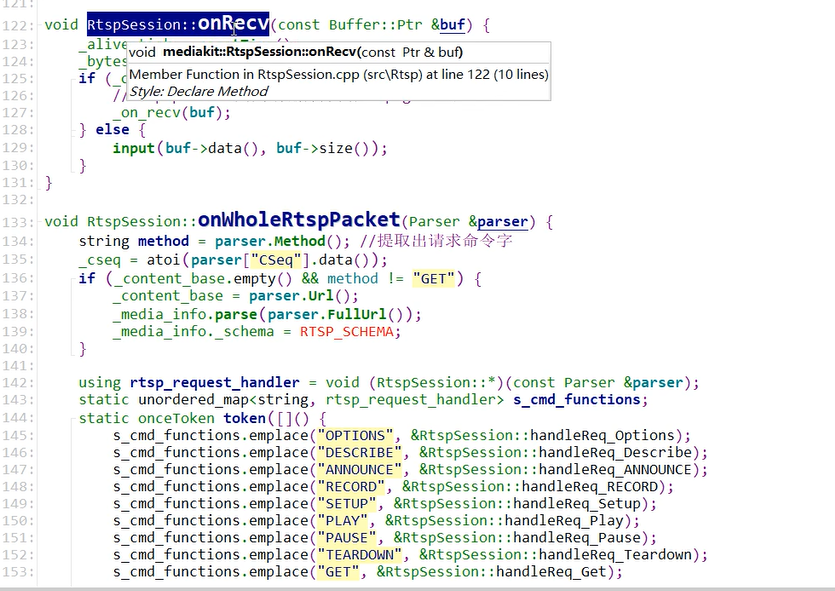 121:
122: void RtspSession::onRecv(const Buffer::Ptr &buf) {
void mediakit::RtspSession::onRecv(const Ptr & buf)
Member Function in RtspSession.cpp (src\Rtsp) at line 122 (10 lines)
Style: Declare Method
123: _alive
124: _bytes
125: if (_
126: //
127: _on_recv(buf);
128: } else {
129: input(buf->data(), buf->size());
130: }
131: }
132:
133: void RtspSession::onWholeRtspPacket(Parser &parser) {
134: string method = parser.Method(); //提取出请求命令字
135: _cseq = atoi(parser["CSeq"].data());
136: if (_content_base.empty() && method != "GET") {
137: _content_base = parser.Url();
138: _media_info.parse(parser.FullUrl());
139: _media_info._schema = RTSP_SCHEMA;
140: }
141:
142: using rtsp_request_handler = void (RtspSession::*)(const Parser &parser);
143: static unordered_map<string, rtsp_request_handler> s_cmd_functions;
144: static onceToken token([]() {
145: s_cmd_functions.emplace("OPTIONS", &RtspSession::handleReq_Options);
146: s_cmd_functions.emplace("DESCRIBE", &RtspSession::handleReq_Describe);
147: s_cmd_functions.emplace("ANNOUNCE", &RtspSession::handleReq_ANNOUNCE);
148: s_cmd_functions.emplace("RECORD", &RtspSession::handleReq_RECORD);
149: s_cmd_functions.emplace("SETUP", &RtspSession::handleReq_Setup);
150: s_cmd_functions.emplace("PLAY", &RtspSession::handleReq_Play);
151: s_cmd_functions.emplace("PAUSE", &RtspSession::handleReq_Pause);
152: s_cmd_functions.emplace("TEARDOWN", &RtspSession::handleReq_Teardown);
153: s_cmd_functions.emplace("GET", &RtspSession::handleReq_Get);